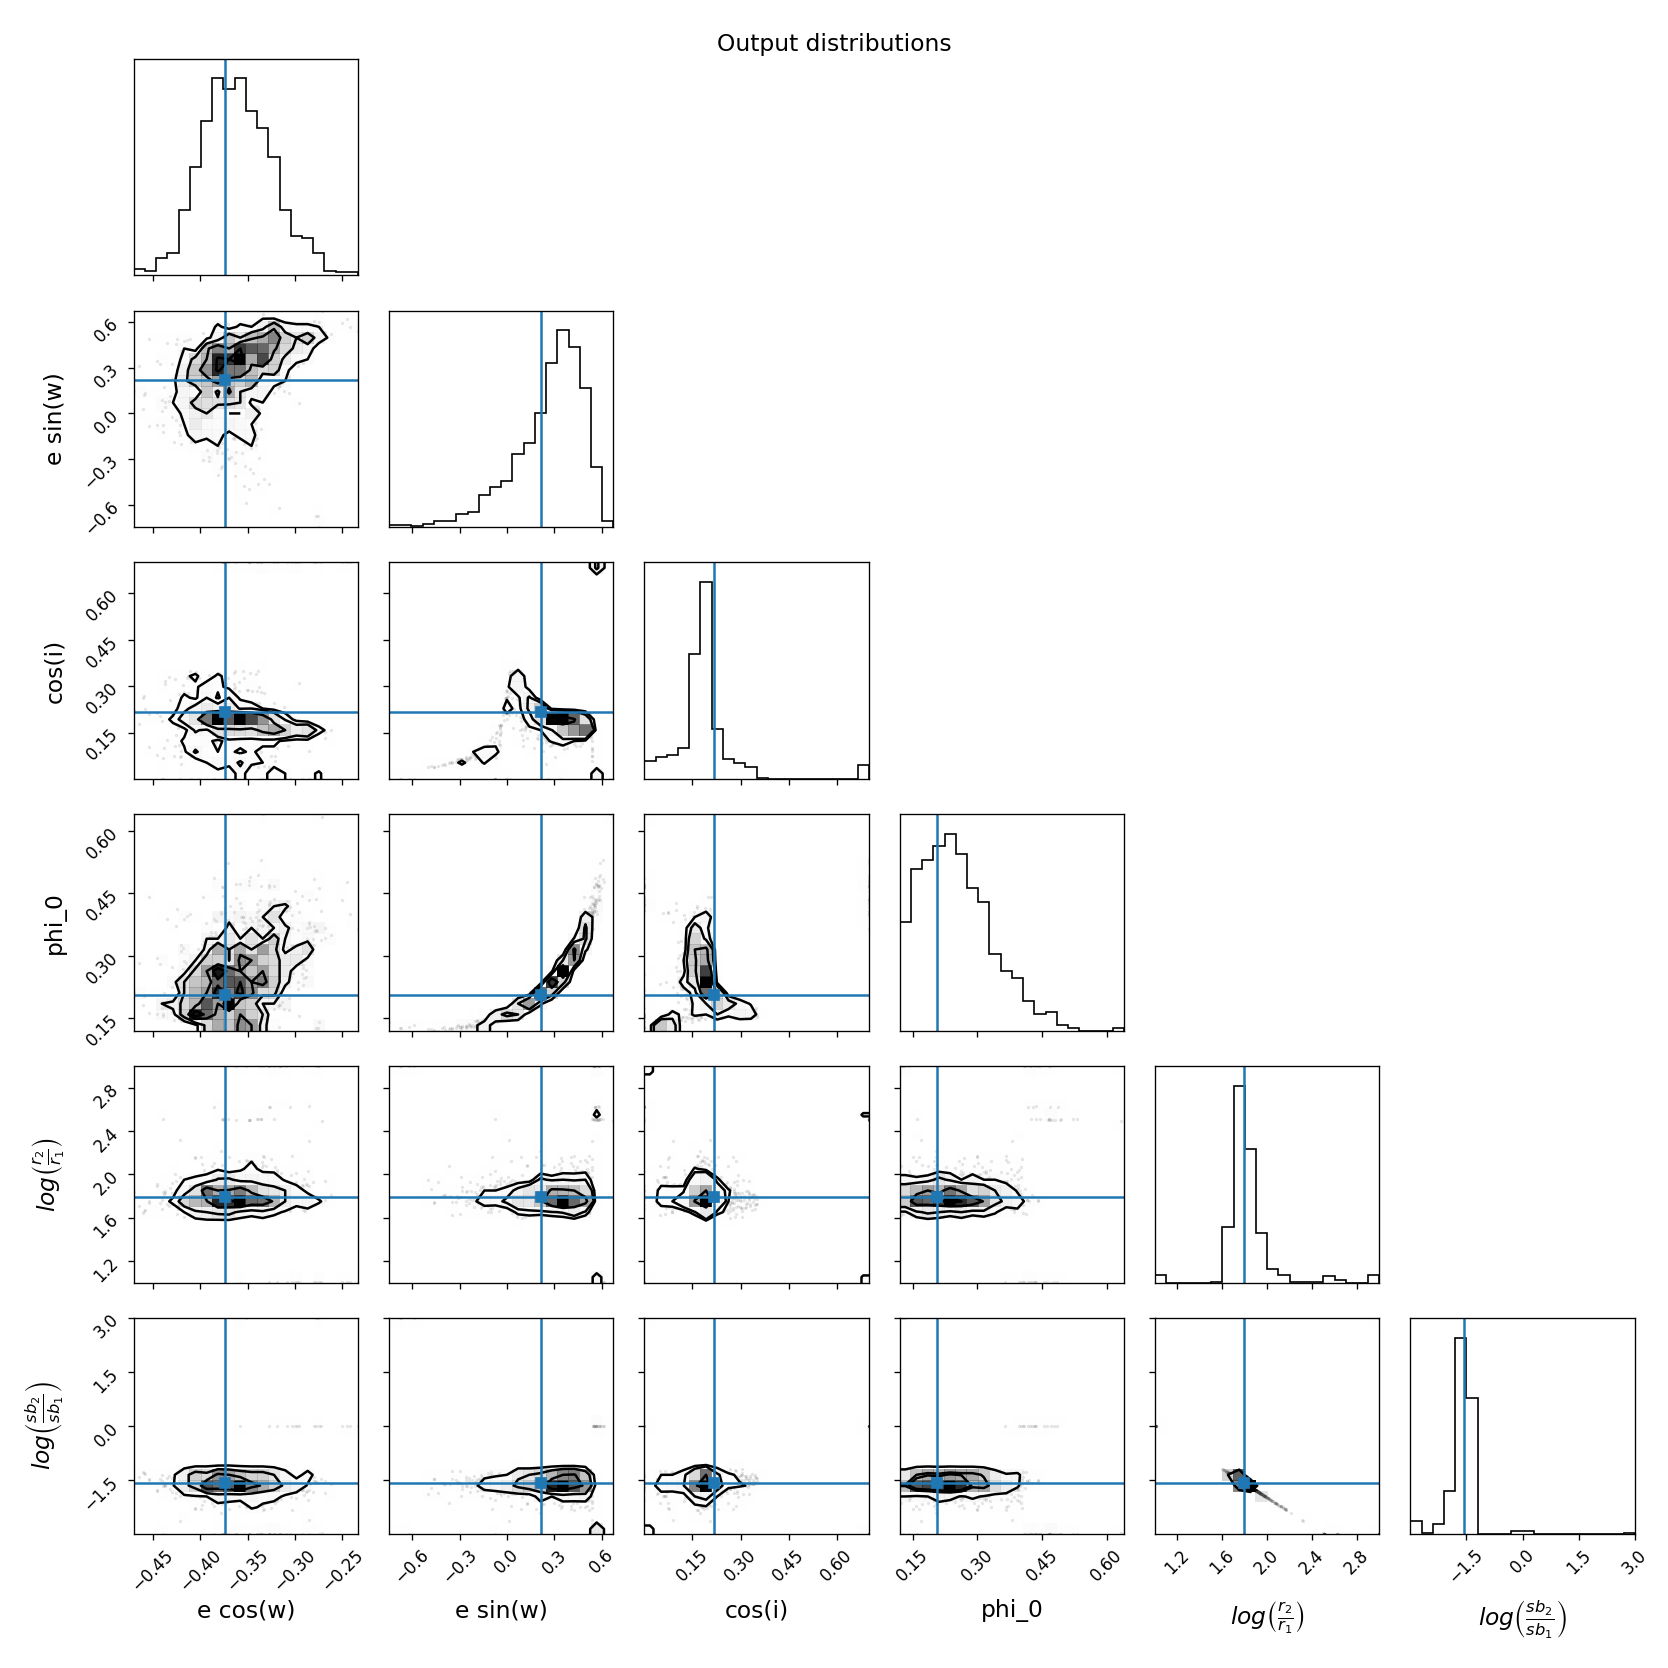 Output distributions
e sin(w)
0.6
0.3
0.0
−0.3
−0.6
cos(i)
0.60
0.45
0.30
0.15
phi_0
0.60
0.45
0.30
0.15
log(r2/r1)
2.8
2.4
2.0
1.6
1.2
log(sb2/sb1)
3.0
1.5
0.0
−1.5
−0.45 −0.40 −0.35 −0.30 −0.25 −0.6 −0.3 0.0 0.3 0.6 0.15 0.30 0.45 0.60 0.15 0.30 0.45 0.60 1.2 1.6 2.0 2.4 2.8 −1.5 0.0 1.5 3.0
e cos(w) e sin(w) cos(i) phi_0 log(r2/r1) log(sb2/sb1)